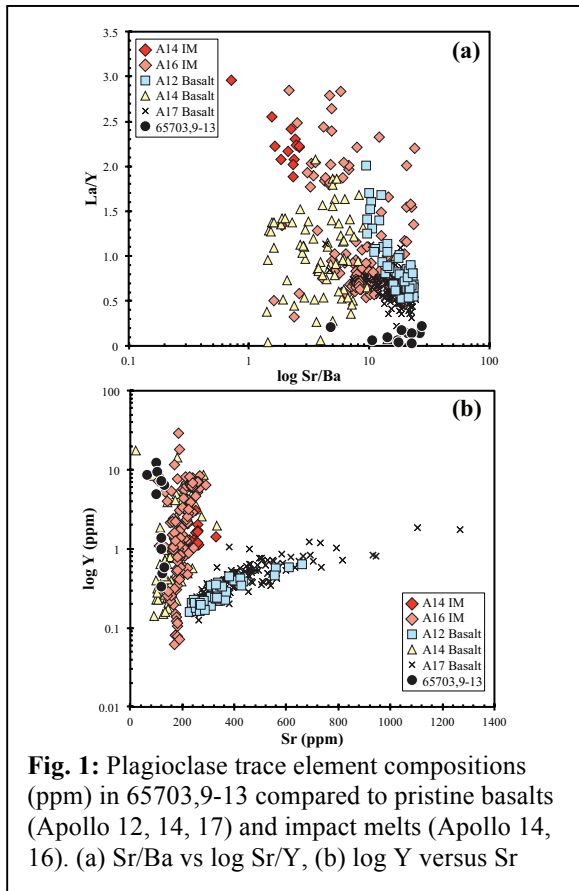 (a)
A14 IM
A16 IM
A12 Basalt
A14 Basalt
A17 Basalt
65703,9-13
3.5
3.0
2.5
2.0
1.5
1.0
0.5
0
La/Y
0.1
1
10
100
log Sr/Ba
(b)
100
10
1
0.1
0.01
log Y (ppm)
A14 IM
A16 IM
A12 Basalt
A14 Basalt
A17 Basalt
65703,9-13
0
200
400
600
800
1000
1200
1400
Sr (ppm)
Fig. 1: Plagioclase trace element compositions
(ppm) in 65703,9-13 compared to pristine basalts
(Apollo 12, 14, 17) and impact melts (Apollo 14,
16). (a) Sr/Ba vs log Sr/Y, (b) log Y versus Sr